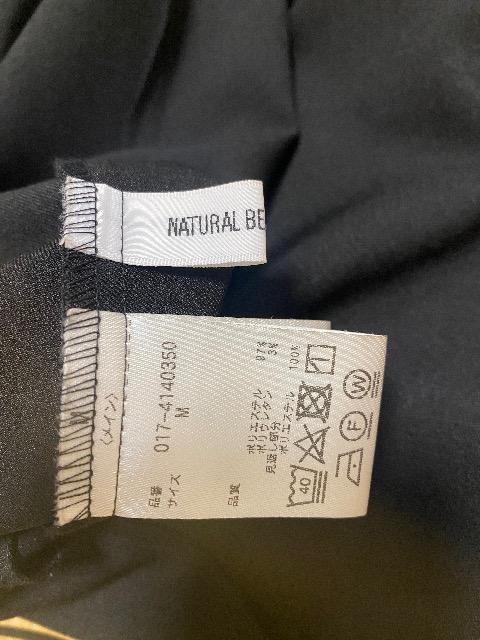 NATURAL BE
(メイン)
品番 017-4140350
サイズ M
品質
ポリエステル 97%
ポリウレタン 3%
見返し部分
ポリエステル 100%
40
F
W